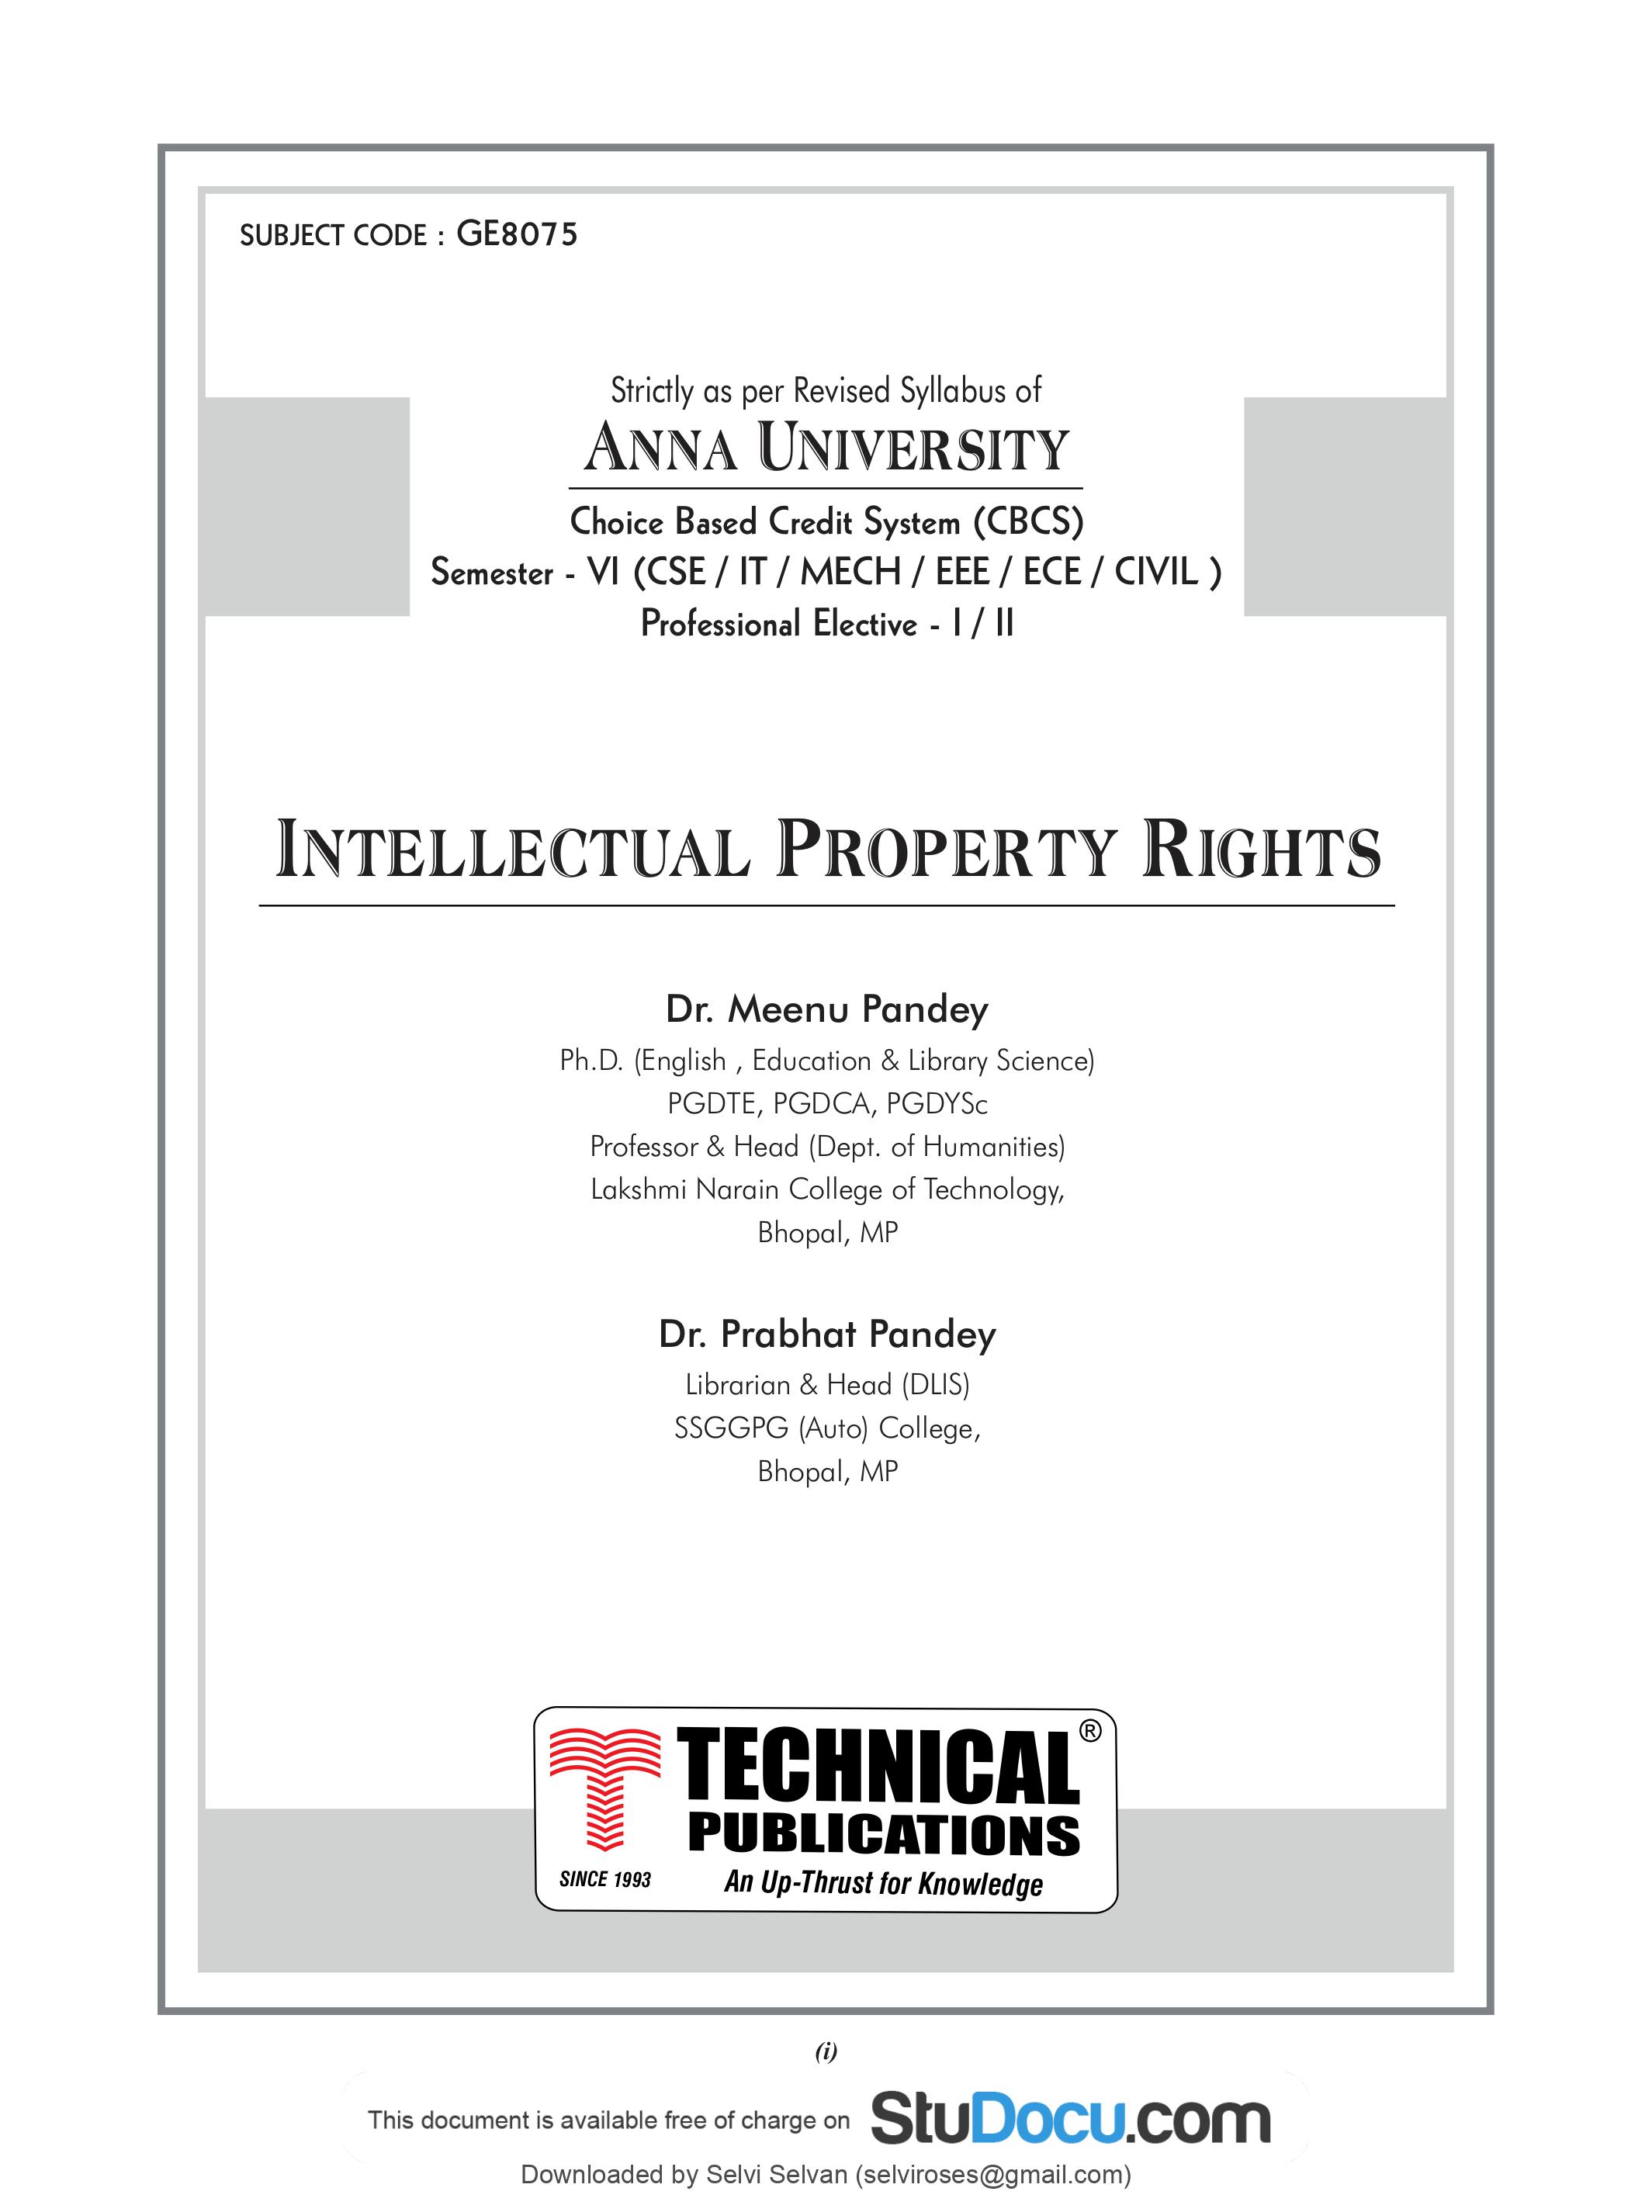 SUBJECT CODE : GE8075
Strictly as per Revised Syllabus of
ANNA UNIVERSITY
Choice Based Credit System (CBCS)
Semester - VI (CSE / IT / MECH / EEE / ECE / CIVIL )
Professional Elective - I / II
INTELLECTUAL PROPERTY RIGHTS
Dr. Meenu Pandey
Ph.D. (English , Education & Library Science)
PGDTE, PGDCA, PGDYSc
Professor & Head (Dept. of Humanities)
Lakshmi Narain College of Technology,
Bhopal, MP
Dr. Prabhat Pandey
Librarian & Head (DLIS)
SSGGPG (Auto) College,
Bhopal, MP
TECHNICAL®
PUBLICATIONS
SINCE 1993 An Up-Thrust for Knowledge
(i)
This document is available free of charge on StuDocu.com
Downloaded by Selvi Selvan (selviroses@gmail.com)